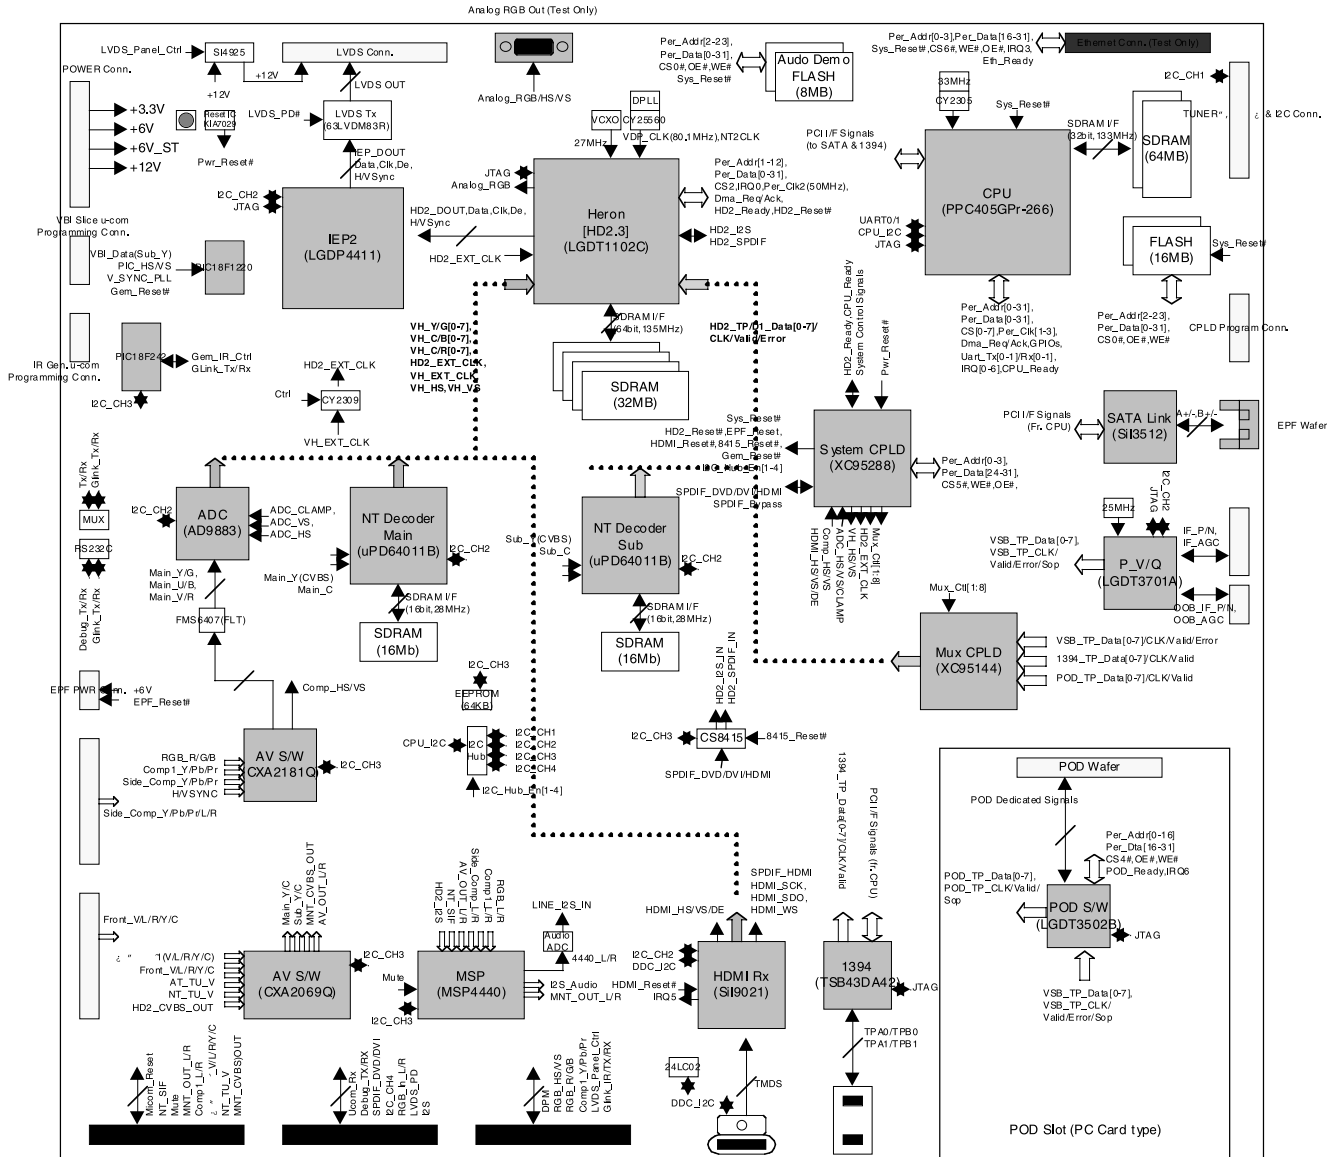 Analog RGB Out (Test Only)
LVDS_Panel_Ctrl
SI4925
LVDS Conn.
+12V
+12V
LVDS OUT
POWER Conn.
+3.3V
+6V
+6V_ST
+12V
Reset IC
KIA7029
Pwr_Reset#
LVDS_PD#
LVDS Tx
(63LVDM83R)
IEP_DOUT
Data,Clk,De,
H/VSync
Analog_RGB/HS/VS
Per_Addr[2-23],
Per_Data[0-31],
CS0#,OE#,WE#
Sys_Reset#
Audo Demo
FLASH
(8MB)
Per_Addr[0-3],Per_Data[16-31],
Sys_Reset#,CS6#,WE#,OE#,IRQ3,
Eth_Ready
Ethernet Conn. (Test Only)
I2C_CH1
TUNER", ¿ & I2C Conn.
VCXO
DPLL
CY25560
27MHz
VDP_CLK(80.1MHz),NT2CLK
33MHz
CY2305
Sys_Reset#
PCI I/F Signals
(to SATA & 1394)
SDRAM I/F
(32bit,133MHz)
SDRAM
(64MB)
CPU
(PPC405GPr-266)
JTAG
Analog_RGB
Heron
[HD2.3]
(LGDT1102C)
Per_Addr[1-12],
Per_Data[0-31],
CS2,IRQ0,Per_Clk2(50MHz),
Dma_Req/Ack,
HD2_Ready,HD2_Reset#
I2C_CH2
JTAG
IEP2
(LGDP4411)
HD2_DOUT,Data,Clk,De,
H/VSync
HD2_EXT_CLK
HD2_I2S
HD2_SPDIF
UART0/1
CPU_I2C
JTAG
FLASH
(16MB)
Sys_Reset#
VBI Slice u-com
Programming Conn.
VBI_Data(Sub_Y)
PIC_HS/VS
V_SYNC_PLL
Gem_Reset#
PIC18F1220
SDRAM I/F
(64bit,135MHz)
SDRAM
(32MB)
VH_Y/G[0-7],
VH_C/B[0-7],
VH_C/R[0-7],
HD2_EXT_CLK,
VH_EXT_CLK
VH_HS,VH_VS
HD2_TP/D1_Data[0-7]/
CLK/Valid/Error
HD2_Ready,CPU_Ready
System Control Signals
Pwr_Reset#
Per_Addr[0-31],
Per_Data[0-31],
CS[0-7],Per_Clk[1-3],
Dma_Req/Ack,GPIOs,
Uart_Tx[0-1]/Rx[0-1],
IRQ[0-6],CPU_Ready
Per_Addr[2-23],
Per_Data[0-31],
CS0#,OE#,WE#
CPLD Program Conn.
IR Gen.u-com
Programming Conn.
PIC18F242
Gem_IR_Ctrl
GLink_Tx/Rx
I2C_CH3
HD2_EXT_CLK
Ctrl
CY2309
VH_EXT_CLK
Sys_Reset#
HD2_Reset#,EPF_Reset,
HDMI_Reset#,8415_Reset#,
Gem_Reset#
I2C_Hub_En[1-4]
SPDIF_DVD/DVI/HDMI
SPDIF_Bypass
System CPLD
(XC95288)
Per_Addr[0-3],
Per_Data[24-31],
CS5#,WE#,OE#,
HDMI_HS/VS/DE
Comp_HS/VS
ADC_HS/VS/CLAMP
VH_HS/VS
HD2_EXT_CLK
Mux_Ctl[1:8]
PCI I/F Signals
(Fr. CPU)
SATA Link
(Sil3512)
A+/-,B+/-
EPF Wafer
Tx/Rx
Glink_Tx/Rx
MUX
RS232C
Debug_Tx/Rx
Glink_Tx/Rx
I2C_CH2
ADC
(AD9883)
ADC_CLAMP,
ADC_VS,
ADC_HS
Main_Y/G,
Main_U/B,
Main_V/R
FMS6407(FLT)
NT Decoder
Main
(uPD64011B)
I2C_CH2
Main_Y(CVBS)
Main_C
SDRAM I/F
(16bit,28MHz)
SDRAM
(16Mb)
Sub_Y(CVBS)
Sub_C
NT Decoder
Sub
(uPD64011B)
I2C_CH2
SDRAM I/F
(16bit,28MHz)
SDRAM
(16Mb)
25MHz
JTAG
I2C_CH2
VSB_TP_Data[0-7],
VSB_TP_CLK/
Valid/Error/Sop
P_V/Q
(LGDT3701A)
IF_P/N,
IF_AGC
OOB_IF_P/N,
OOB_AGC
Mux_Ctl[1:8]
Mux CPLD
(XC95144)
VSB_TP_Data[0-7]/CLK/Valid/Error
1394_TP_Data[0-7]/CLK/Valid
POD_TP_Data[0-7]/CLK/Valid
EPF PWR Conn.
+6V
EPF_Reset#
Comp_HS/VS
I2C_CH3
EEPROM
(64KB)
CPU_I2C
I2C
Hub
I2C_CH1
I2C_CH2
I2C_CH3
I2C_CH4
I2C_Hub_En[1-4]
HD2_I2S_IN
HD2_SPDIF_IN
I2C_CH3
CS8415
8415_Reset#
SPDIF_DVD/DVI/HDMI
RGB_R/G/B
Comp1_Y/Pb/Pr
Side_Comp_Y/Pb/Pr
H/VSYNC
AV S/W
CXA2181Q)
I2C_CH3
Side_Comp_Y/Pb/Pr/L/R
1394_TP_Data[0-7]/CLK/Valid
PCI I/F Signals (fr.CPU)
POD Wafer
POD Dedicated Signals
Per_Addr[0-16]
Per_Dta[16-31]
CS4#,OE#,WE#
POD_Ready,IRQ6
POD_TP_Data[0-7],
POD_TP_CLK/Valid/
Sop
POD S/W
(LGDT3502B)
JTAG
VSB_TP_Data[0-7],
VSB_TP_CLK/
Valid/Error/Sop
POD Slot (PC Card type)
Front_V/L/R/Y/C
Main_Y/C
Sub_Y/C
MNT_CVBS_OUT
AV_OUT_L/R
¿ " ´1(V/L/R/Y/C)
Front_V/L/R/Y/C
AT_TU_V
NT_TU_V
HD2_CVBS_OUT
AV S/W
(CXA2069Q)
I2C_CH3
HD2_I2S
NT_SIF
AV_OUT_L/R
Side_Comp_L/R
Comp1_L/R
RGB_L/R
Mute
I2C_CH3
MSP
(MSP4440)
LINE_I2S_IN
Audio
ADC
4440_L/R
I2S_Audio
MNT_OUT_L/R
SPDIF_HDMI
HDMI_SCK,
HDMI_SDO,
HDMI_WS
HDMI_HS/VS/DE
I2C_CH2
DDC_I2C
HDMI_Reset#
IRQ5
HDMI Rx
(Sil9021)
1394
(TSB43DA42)
JTAG
TPA0/TPB0
TPA1/TPB1
24LC02
DDC_I2C
TMDS
Micom_Reset
NT_SIF
Mute
MNT_OUT_L/R
Comp1_L/R
¿ " ´ V/L/R/Y/C
NT_TU_V
MNT_CVBS)OUT
Ucom_Rx
Debug_TX/RX
SPDIF_DVD/DVI
I2C_CH4
RGB_In_L/R
LVDS_PD
I2S
DPM
RGB_HS/VS
RGB_R/G/B
Comp1_Y/Pb/Pr
LVDS_Panel_Ctrl
Glink_IR/TX/RX